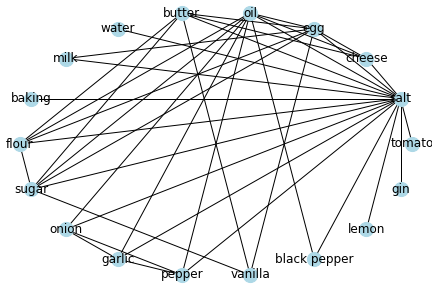 butter
oil
water
egg
milk
cheese
baking
salt
flour
tomato
sugar
gin
onion
lemon
garlic
black pepper
pepper
vanilla